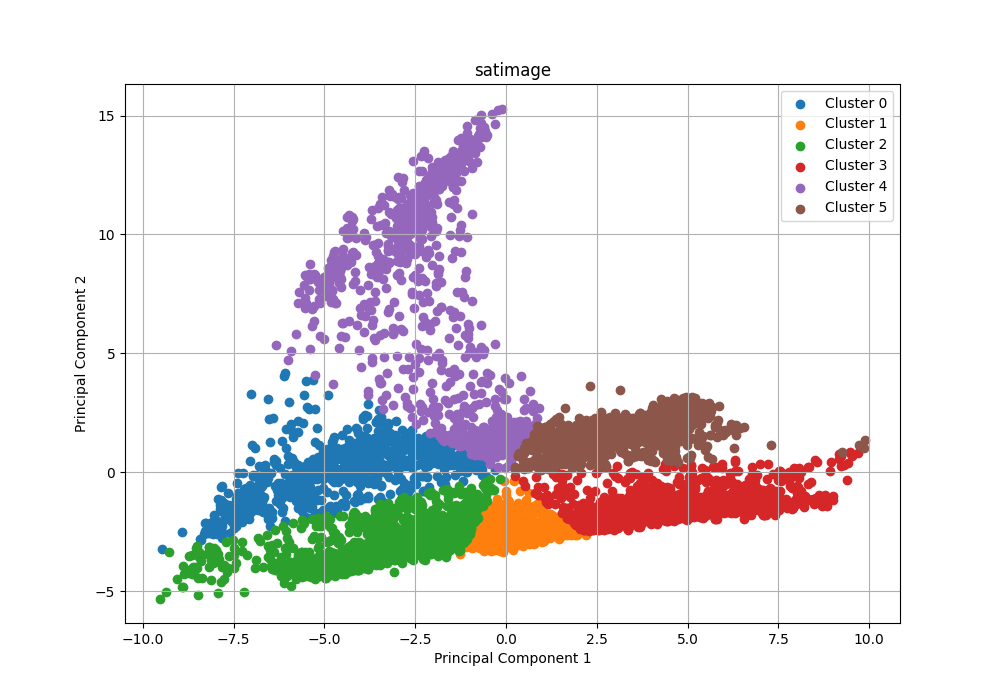 satimage
Cluster 0
Cluster 1
Cluster 2
Cluster 3
Cluster 4
Cluster 5
15
10
5
0
−5
Principal Component 2
−10.0 −7.5 −5.0 −2.5 0.0 2.5 5.0 7.5 10.0
Principal Component 1